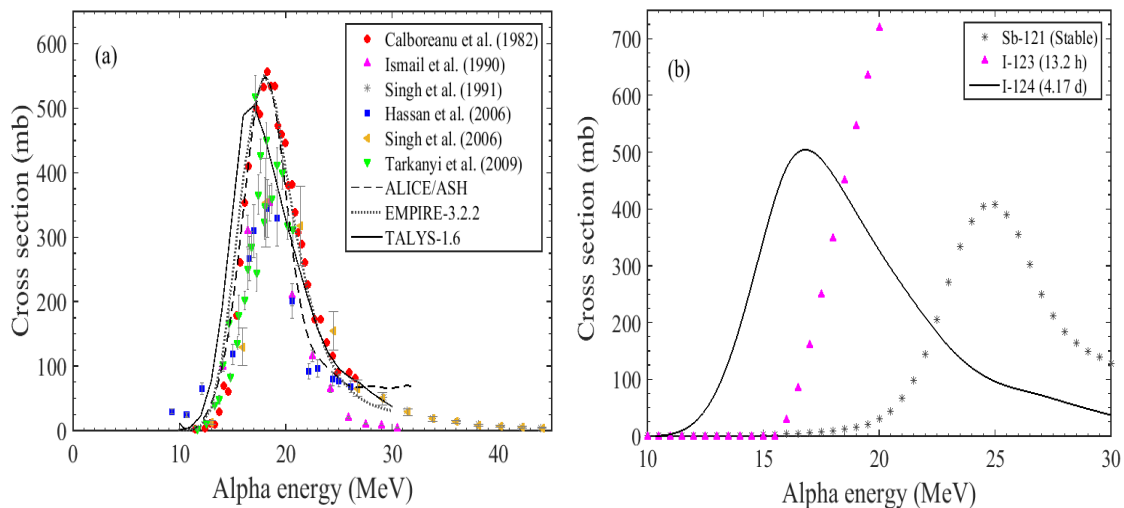 (a)
Calboreanu et al. (1982)
Ismail et al. (1990)
Singh et al. (1991)
Hassan et al. (2006)
Singh et al. (2006)
Tarkanyi et al. (2009)
ALICE/ASH
EMPIRE-3.2.2
TALYS-1.6
600
500
400
300
200
100
0
0 10 20 30 40
Cross section (mb)
Alpha energy (MeV)
(b)
Sb-121 (Stable)
I-123 (13.2 h)
I-124 (4.17 d)
700
600
500
400
300
200
100
0
10 15 20 25 30
Cross section (mb)
Alpha energy (MeV)